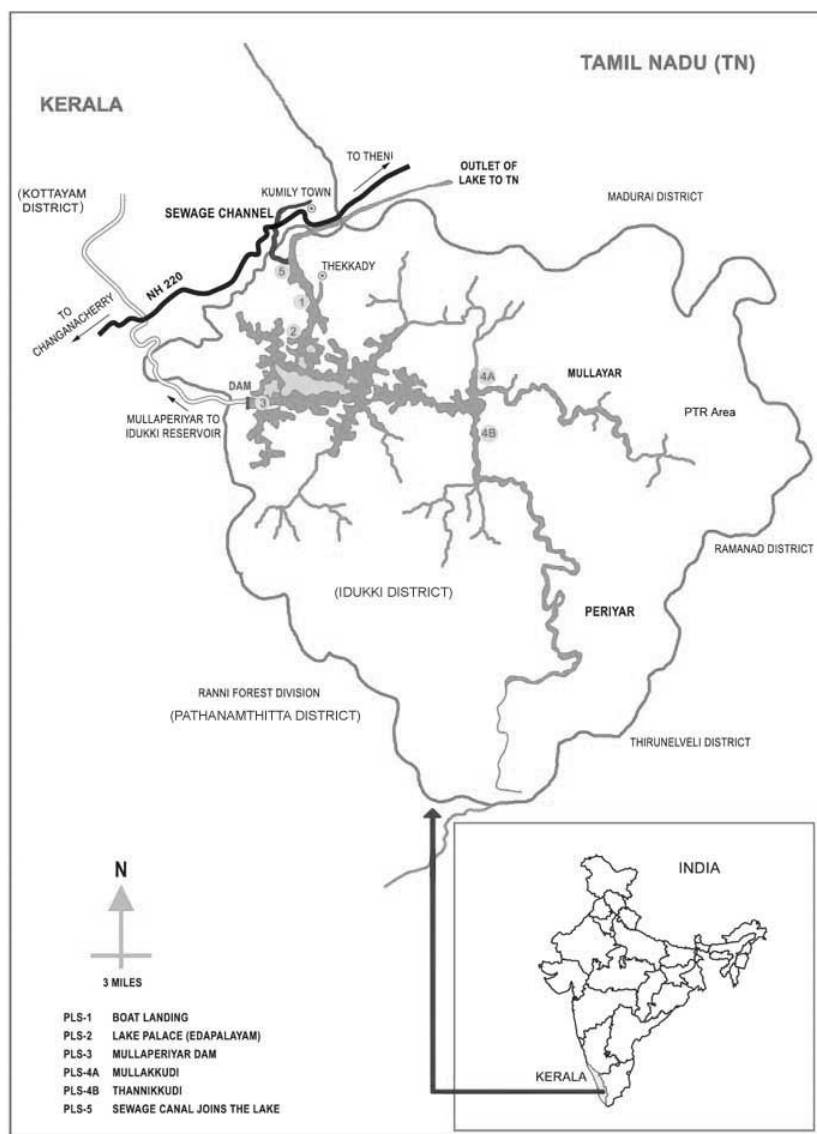 TAMIL NADU (TN)
KERALA
TO THENI
OUTLET OF
LAKE TO TN
(KOTTAYAM
DISTRICT)
KUMILY TOWN
SEWAGE CHANNEL
MADURAI DISTRICT
THEKKADY
5
NH 220
1
TO
CHANGANACHERRY
2
4A
MULLAYAR
DAM
3
MULLAPERIYAR TO
IDUKKI RESERVOIR
PTR Area
4B
RAMANAD DISTRICT
(IDUKKI DISTRICT)
PERIYAR
RANNI FOREST DIVISION
(PATHANAMTHITTA DISTRICT)
THIRUNELVELI DISTRICT
N
3 MILES
PLS-1 BOAT LANDING
PLS-2 LAKE PALACE (EDAPALAYAM)
PLS-3 MULLAPERIYAR DAM
PLS-4A MULLAKKUDI
PLS-4B THANNIKKUDI
PLS-5 SEWAGE CANAL JOINS THE LAKE
INDIA
KERALA